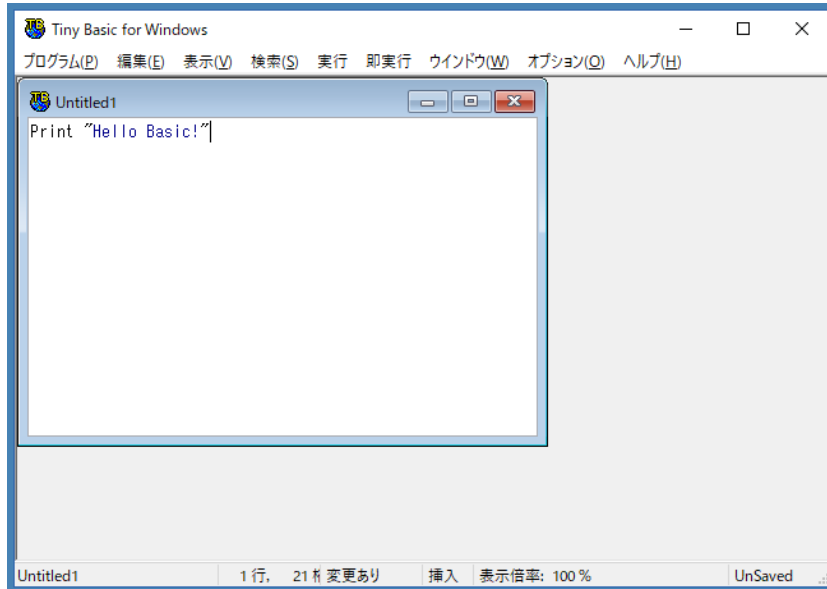 Tiny Basic for Windows
プログラム(P) 編集(E) 表示(V) 検索(S) 実行 即実行 ウインドウ(W) オプション(O) ヘルプ(H)
Untitled1
Print "Hello Basic!"
Untitled1 1行, 21桁 変更あり 挿入 表示倍率: 100 % UnSaved